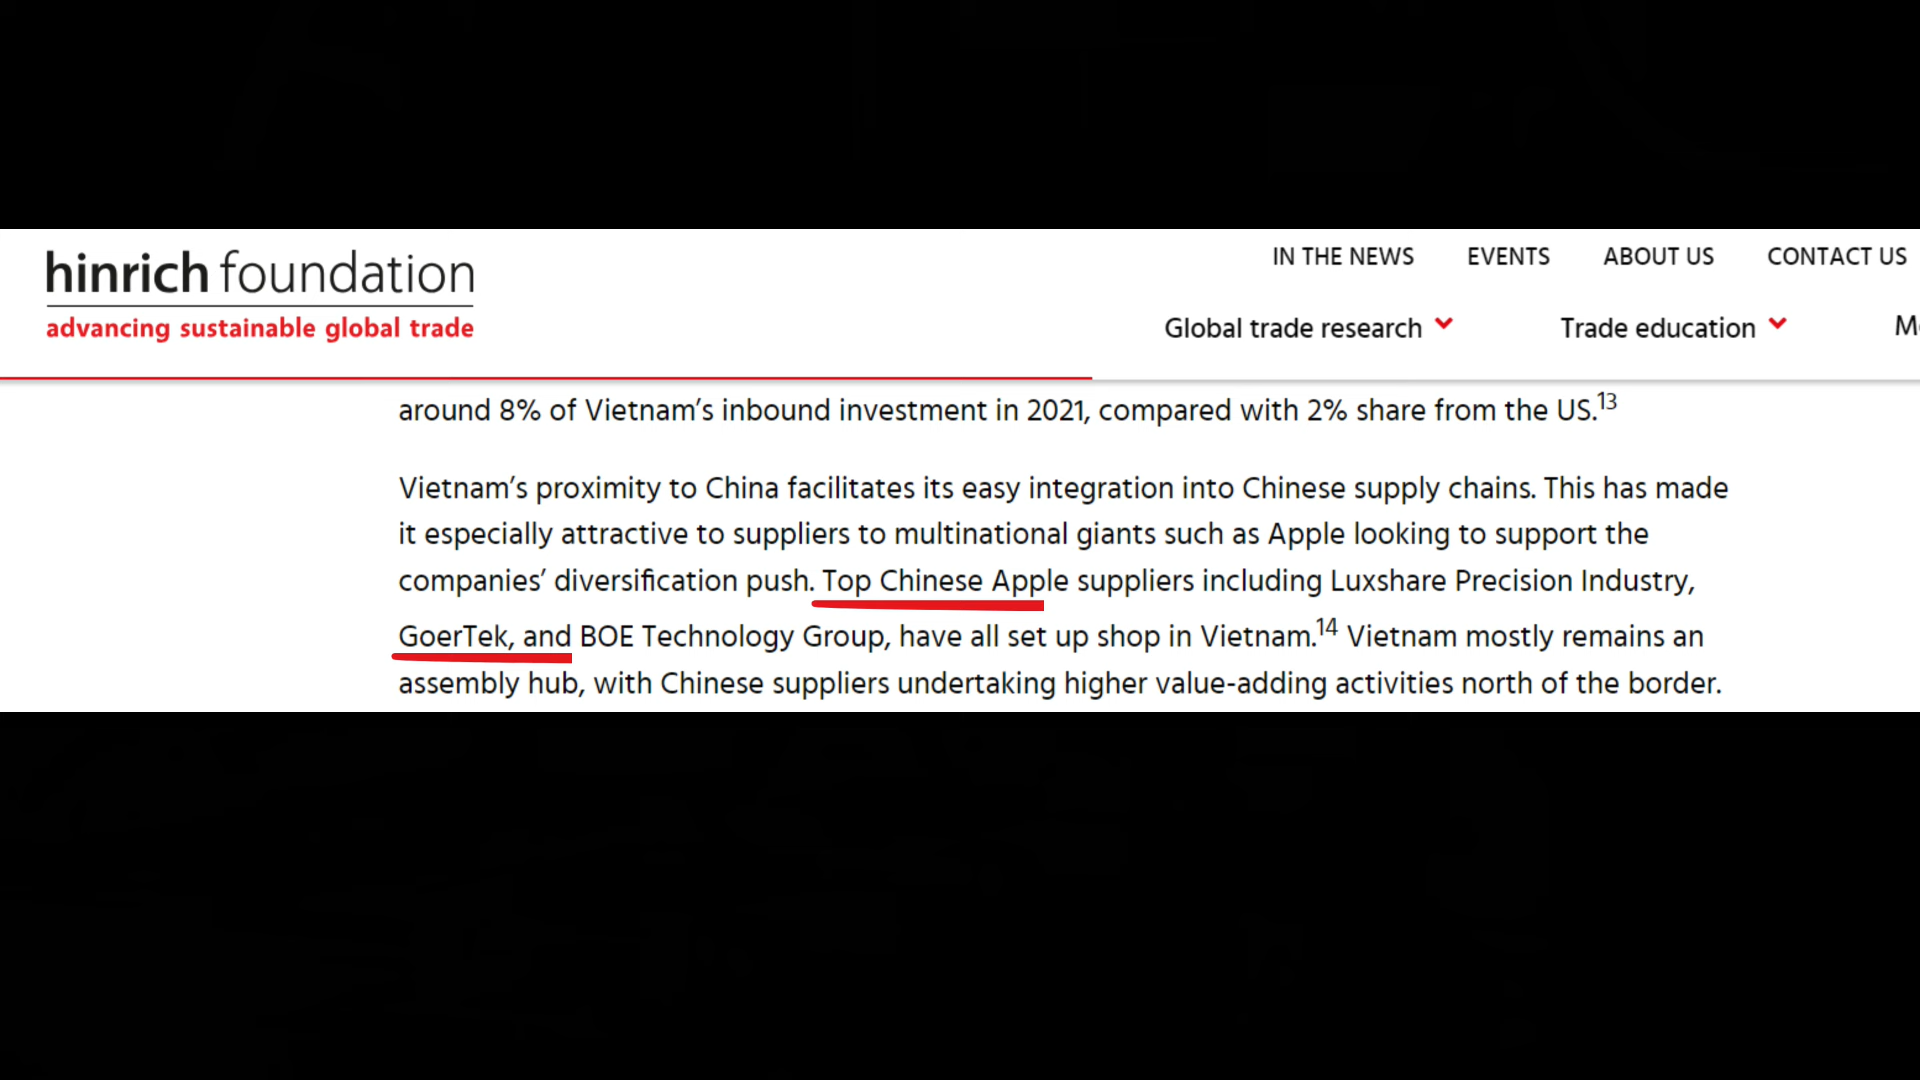 hinrich foundation
advancing sustainable global trade
IN THE NEWS EVENTS ABOUT US CONTACT US
Global trade research Trade education
around 8% of Vietnam's inbound investment in 2021, compared with 2% share from the US.13
Vietnam's proximity to China facilitates its easy integration into Chinese supply chains. This has made
it especially attractive to suppliers to multinational giants such as Apple looking to support the
companies' diversification push. Top Chinese Apple suppliers including Luxshare Precision Industry,
GoerTek, and BOE Technology Group, have all set up shop in Vietnam.14 Vietnam mostly remains an
assembly hub, with Chinese suppliers undertaking higher value-adding activities north of the border.